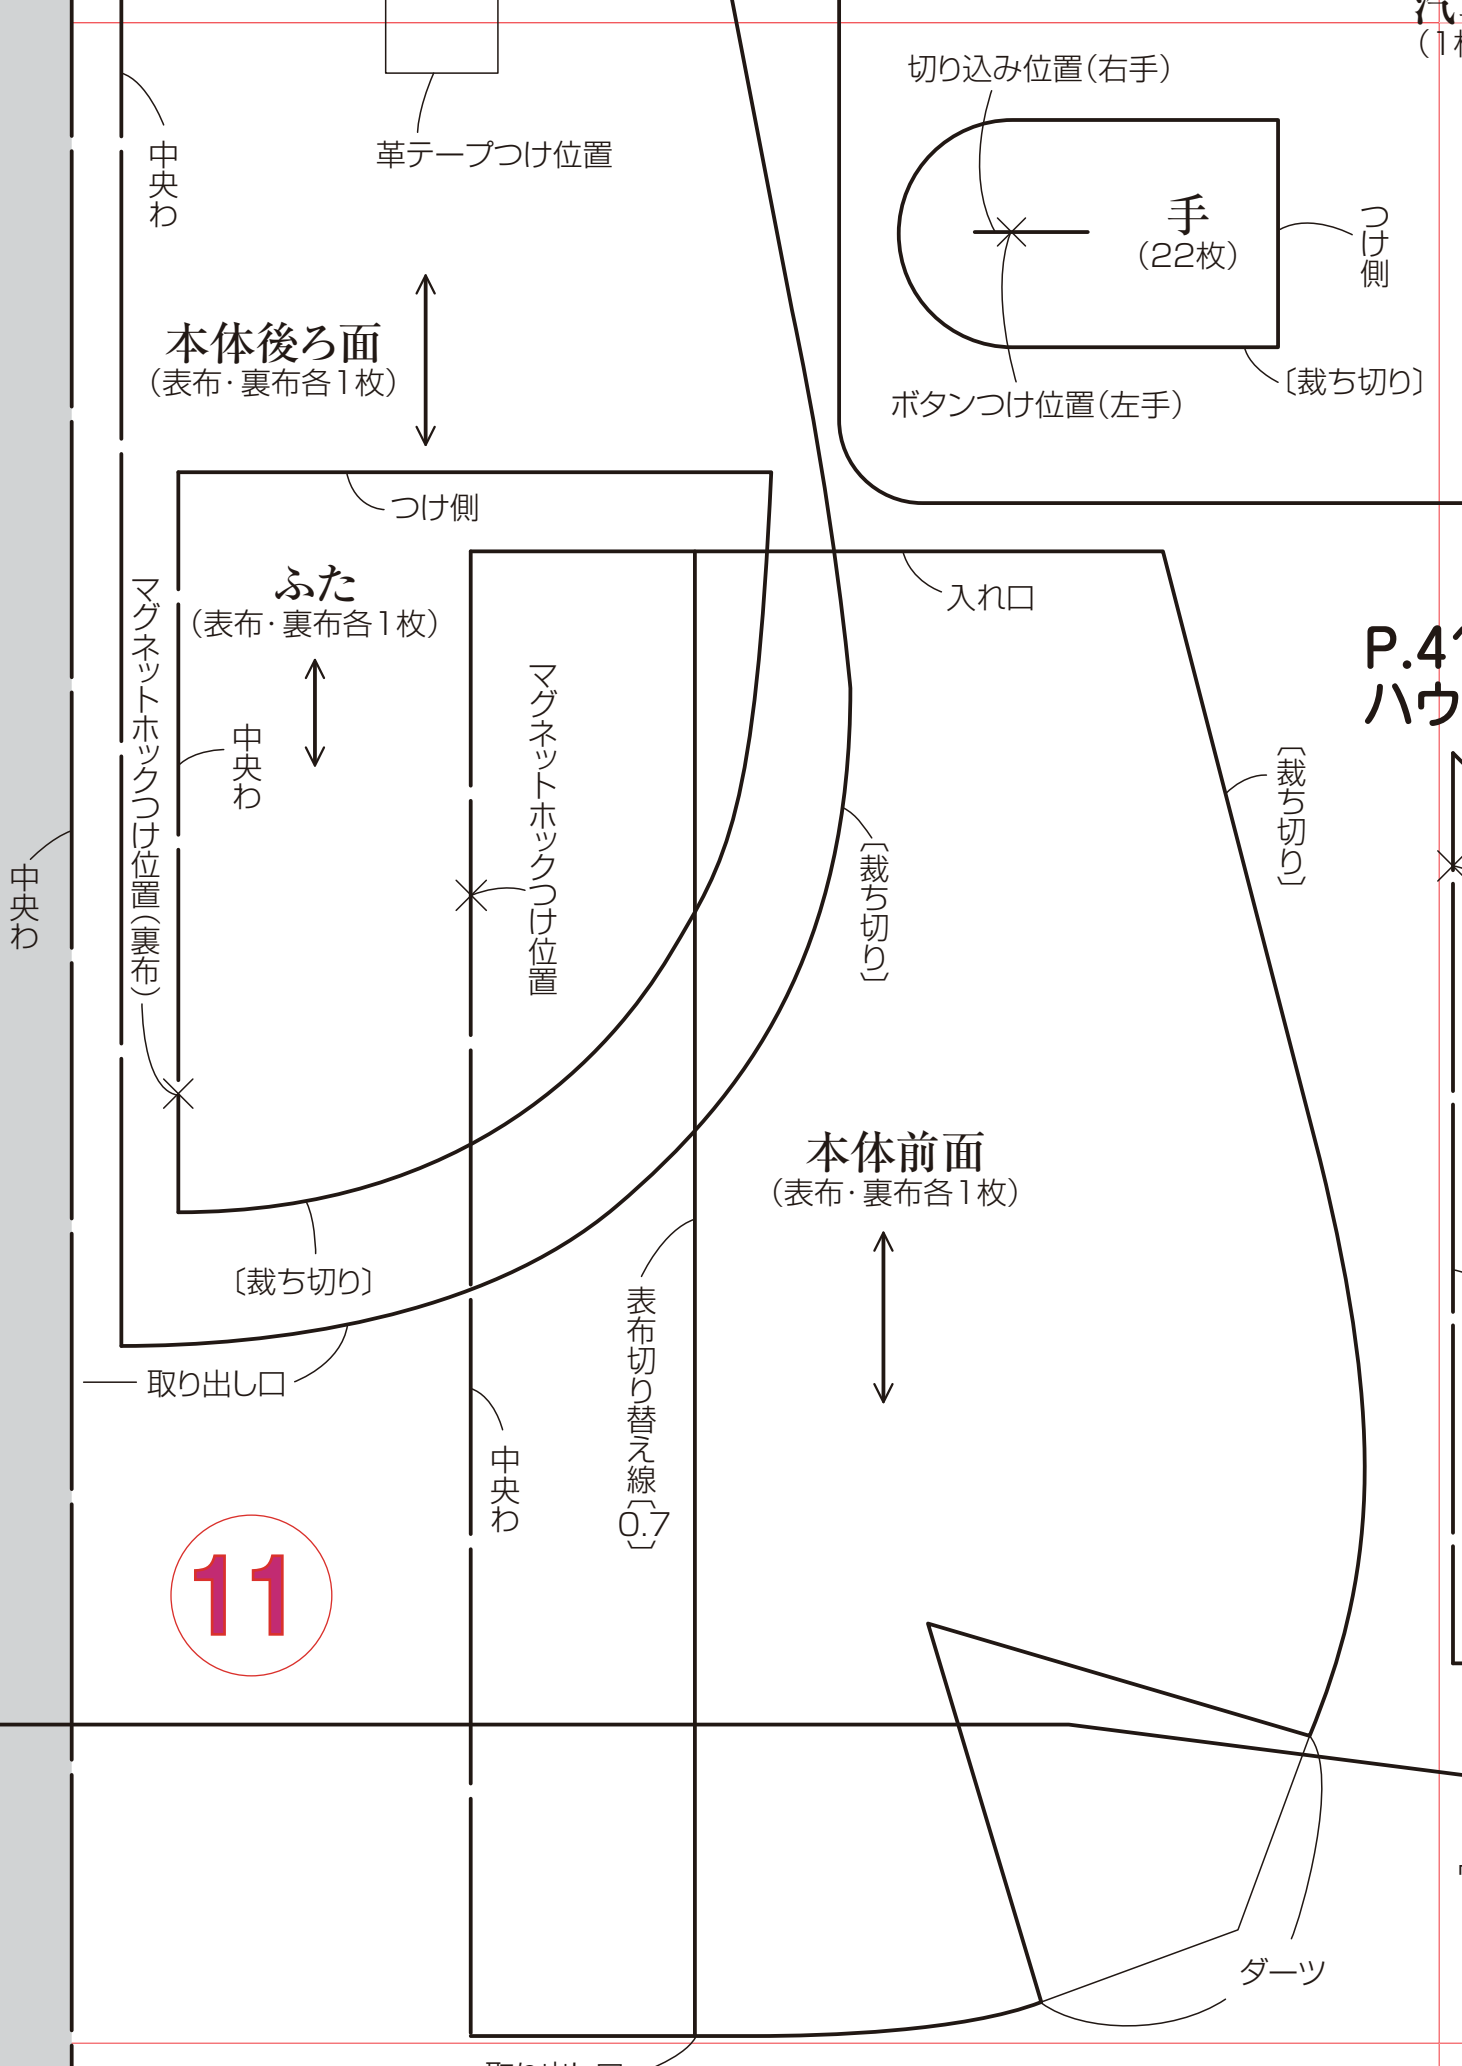 (1
切り込み位置(右手)
手
(22枚)
つけ側
〔裁ち切り〕
ボタンつけ位置(左手)
中央わ
革テープつけ位置
本体後ろ面
(表布・裏布各1枚)
つけ側
ふた
(表布・裏布各1枚)
マグネットホックつけ位置(裏布)
中央わ
中央わ
マグネットホックつけ位置
入れ口
〔裁ち切り〕
〔裁ち切り〕
P.4
ハウ
本体前面
(表布・裏布各1枚)
〔裁ち切り〕
取り出し口
表布切り替え線〔0.7〕
中央わ
11
ダーツ
取り出し口